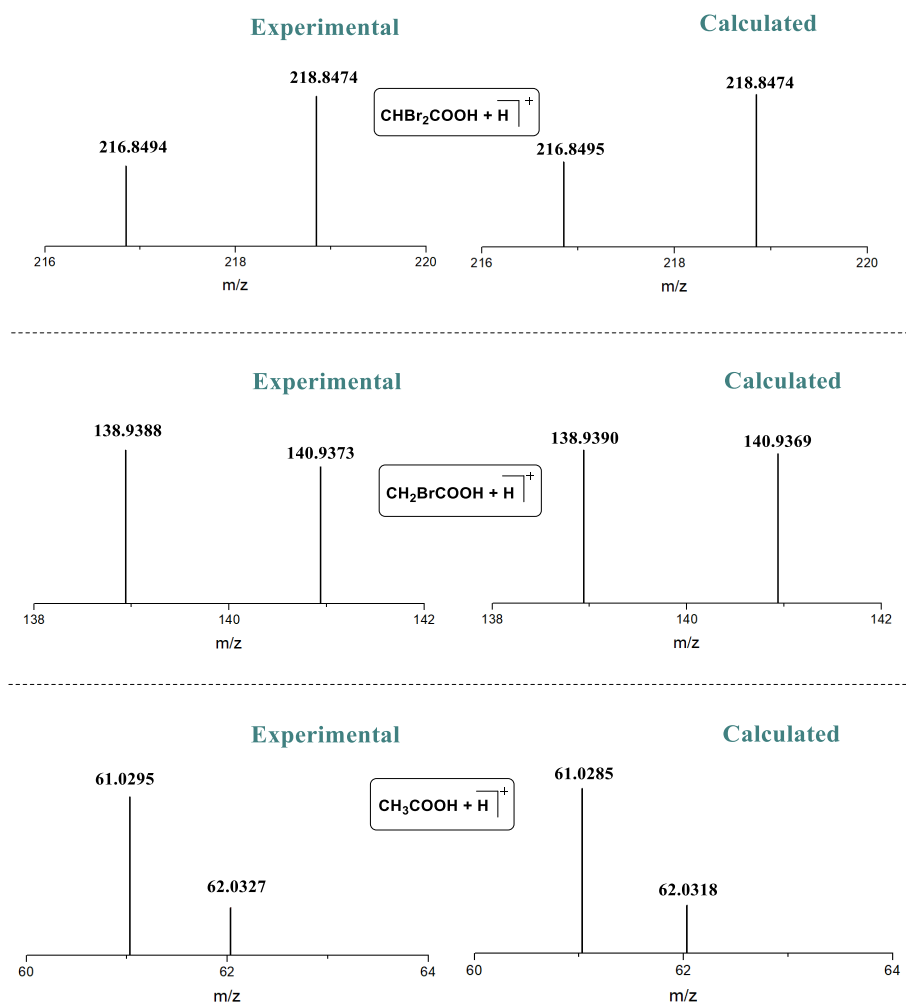 Experimental
Calculated
218.8474
218.8474
CHBr₂COOH + H⁺
216.8494
216.8495
216
218
220
216
218
220
m/z
m/z
Experimental
Calculated
138.9388
138.9390
140.9373
140.9369
CH₂BrCOOH + H⁺
138
140
142
138
140
142
m/z
m/z
Experimental
Calculated
61.0295
61.0285
CH₃COOH + H⁺
62.0327
62.0318
60
62
64
60
62
64
m/z
m/z